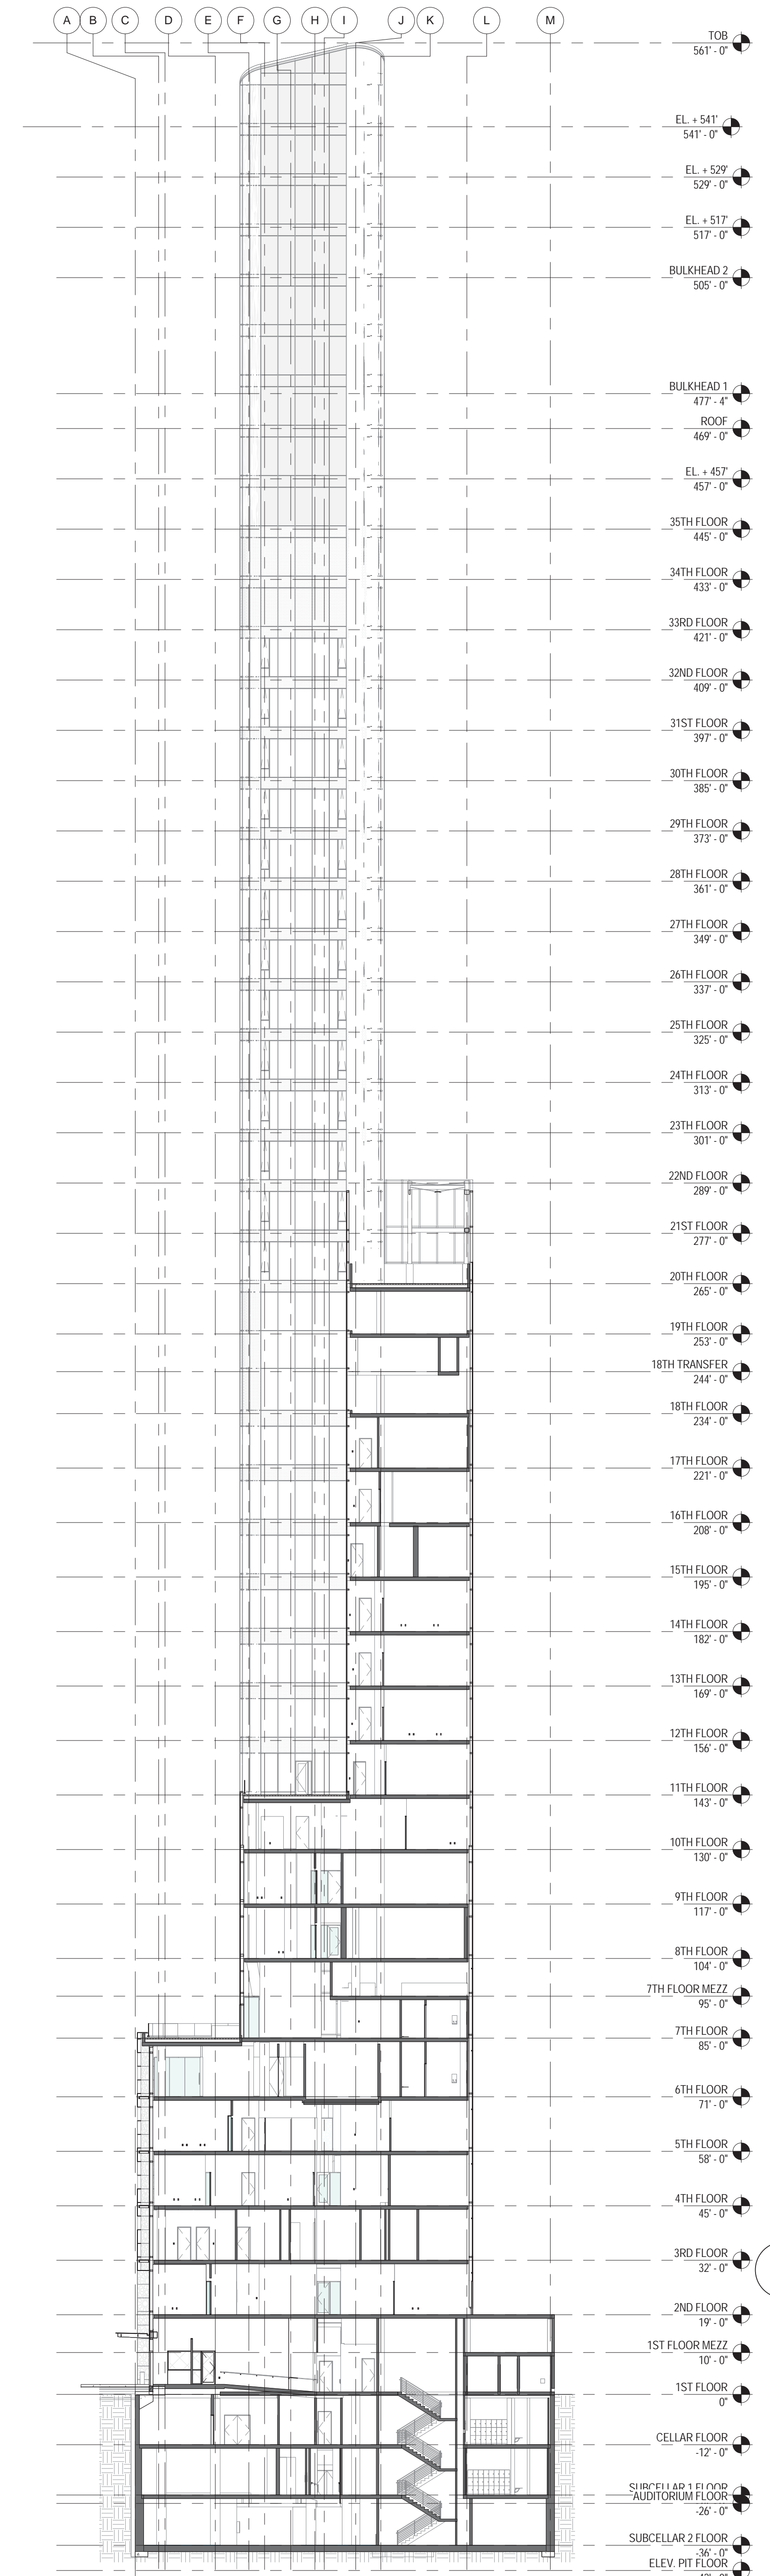 A B C D E F G H I J K L M
TOB
561' - 0"
EL. + 541'
541' - 0"
EL. + 529'
529' - 0"
EL. + 517'
517' - 0"
BULKHEAD 2
505' - 0"
BULKHEAD 1
477' - 4"
ROOF
469' - 0"
EL. + 457'
457' - 0"
35TH FLOOR
445' - 0"
34TH FLOOR
433' - 0"
33RD FLOOR
421' - 0"
32ND FLOOR
409' - 0"
31ST FLOOR
397' - 0"
30TH FLOOR
385' - 0"
29TH FLOOR
373' - 0"
28TH FLOOR
361' - 0"
27TH FLOOR
349' - 0"
26TH FLOOR
337' - 0"
25TH FLOOR
325' - 0"
24TH FLOOR
313' - 0"
23TH FLOOR
301' - 0"
22ND FLOOR
289' - 0"
21ST FLOOR
277' - 0"
20TH FLOOR
265' - 0"
19TH FLOOR
253' - 0"
18TH TRANSFER
244' - 0"
18TH FLOOR
234' - 0"
17TH FLOOR
221' - 0"
16TH FLOOR
208' - 0"
15TH FLOOR
195' - 0"
14TH FLOOR
182' - 0"
13TH FLOOR
169' - 0"
12TH FLOOR
156' - 0"
11TH FLOOR
143' - 0"
10TH FLOOR
130' - 0"
9TH FLOOR
117' - 0"
8TH FLOOR
104' - 0"
7TH FLOOR MEZZ
95' - 0"
7TH FLOOR
85' - 0"
6TH FLOOR
71' - 0"
5TH FLOOR
58' - 0"
4TH FLOOR
45' - 0"
3RD FLOOR
32' - 0"
2ND FLOOR
19' - 0"
1ST FLOOR MEZZ
10' - 0"
1ST FLOOR
0"
CELLAR FLOOR
-12' - 0"
SUBCELLAR 1 FLOOR
AUDITORIUM FLOOR
-26' - 0"
SUBCELLAR 2 FLOOR
-36' - 0"
ELEV. PIT FLOOR